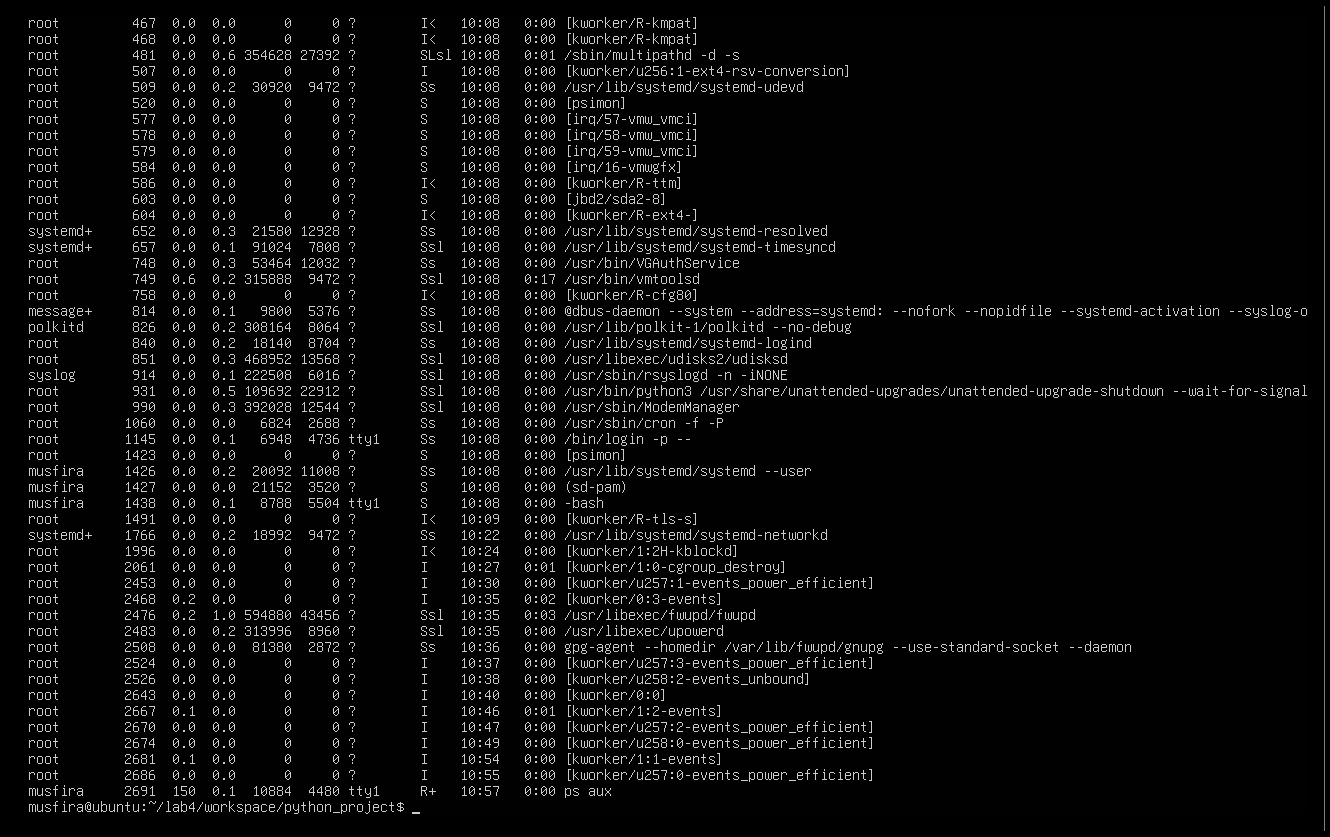 root         467  0.0  0.0      0     0 ?        I<   10:08   0:00 [kworker/R-kmpat]
root         468  0.0  0.0      0     0 ?        I<   10:08   0:00 [kworker/R-kmpat]
root         481  0.0  0.6 354628 27392 ?        SLsl 10:08   0:01 /sbin/multipathd -d -s
root         507  0.0  0.0      0     0 ?        I    10:08   0:00 [kworker/u256:1-ext4-rsv-conversion]
root         509  0.0  0.2  30920  9472 ?        Ss   10:08   0:00 /usr/lib/systemd/systemd-udevd
root         520  0.0  0.0      0     0 ?        S    10:08   0:00 [psimon]
root         577  0.0  0.0      0     0 ?        S    10:08   0:00 [irq/57-vmw_vmci]
root         578  0.0  0.0      0     0 ?        S    10:08   0:00 [irq/58-vmw_vmci]
root         579  0.0  0.0      0     0 ?        S    10:08   0:00 [irq/59-vmw_vmci]
root         584  0.0  0.0      0     0 ?        S    10:08   0:00 [irq/16-vmwgfx]
root         586  0.0  0.0      0     0 ?        I<   10:08   0:00 [kworker/R-ttm]
root         603  0.0  0.0      0     0 ?        S    10:08   0:00 [jbd2/sda2-8]
root         604  0.0  0.0      0     0 ?        I<   10:08   0:00 [kworker/R-ext4-]
systemd+     652  0.0  0.3  21580 12928 ?        Ss   10:08   0:00 /usr/lib/systemd/systemd-resolved
systemd+     657  0.0  0.1  91024  7808 ?        Ssl  10:08   0:00 /usr/lib/systemd/systemd-timesyncd
root         748  0.0  0.3  53464 12032 ?        Ss   10:08   0:00 /usr/bin/VGAuthService
root         749  0.6  0.2 315888  9472 ?        Ssl  10:08   0:17 /usr/bin/vmtoolsd
root         758  0.0  0.0      0     0 ?        I<   10:08   0:00 [kworker/R-cfg80]
message+     814  0.0  0.1   9800  5376 ?        Ss   10:08   0:00 @dbus-daemon --system --address=systemd: --nofork --nopidfile --systemd-activation --syslog-o
polkitd      826  0.0  0.2 308164  8064 ?        Ssl  10:08   0:00 /usr/lib/polkit-1/polkitd --no-debug
root         840  0.0  0.2  18140  8704 ?        Ss   10:08   0:00 /usr/lib/systemd/systemd-logind
root         851  0.0  0.3 468952 13568 ?        Ssl  10:08   0:00 /usr/libexec/udisks2/udisksd
syslog       914  0.0  0.1 222508  6016 ?        Ssl  10:08   0:00 /usr/sbin/rsyslogd -n -iNONE
root         931  0.0  0.5 109692 22912 ?        Ssl  10:08   0:00 /usr/bin/python3 /usr/share/unattended-upgrades/unattended-upgrade-shutdown --wait-for-signal
root         990  0.0  0.3 392028 12544 ?        Ssl  10:08   0:00 /usr/sbin/ModemManager
root        1060  0.0  0.0   6824  2688 ?        Ss   10:08   0:00 /usr/sbin/cron -f -P
root        1145  0.0  0.1   6948  4736 tty1     Ss   10:08   0:00 /bin/login -p --
root        1423  0.0  0.0      0     0 ?        S    10:08   0:00 [psimon]
musfira     1426  0.0  0.2  20092 11008 ?        Ss   10:08   0:00 /usr/lib/systemd/systemd --user
musfira     1427  0.0  0.0  21152  3520 ?        S    10:08   0:00 (sd-pam)
musfira     1438  0.0  0.1   8788  5504 tty1     S    10:08   0:00 -bash
root        1491  0.0  0.0      0     0 ?        I<   10:09   0:00 [kworker/R-tls-s]
systemd+    1766  0.0  0.2  18992  9472 ?        Ss   10:22   0:00 /usr/lib/systemd/systemd-networkd
root        1996  0.0  0.0      0     0 ?        I<   10:24   0:00 [kworker/1:2H-kblockd]
root        2061  0.0  0.0      0     0 ?        I    10:27   0:01 [kworker/1:0-cgroup_destroy]
root        2453  0.0  0.0      0     0 ?        I    10:30   0:00 [kworker/u257:1-events_power_efficient]
root        2468  0.2  0.0      0     0 ?        I    10:35   0:02 [kworker/0:3-events]
root        2476  0.2  1.0 594880 43456 ?        Ssl  10:35   0:03 /usr/libexec/fwupd/fwupd
root        2483  0.0  0.2 313996  8960 ?        Ssl  10:35   0:00 /usr/libexec/upowerd
root        2508  0.0  0.0  81380  2872 ?        Ss   10:36   0:00 gpg-agent --homedir /var/lib/fwupd/gnupg --use-standard-socket --daemon
root        2524  0.0  0.0      0     0 ?        I    10:37   0:00 [kworker/u257:3-events_power_efficient]
root        2526  0.0  0.0      0     0 ?        I    10:38   0:00 [kworker/u258:2-events_unbound]
root        2643  0.0  0.0      0     0 ?        I    10:40   0:00 [kworker/0:0]
root        2667  0.1  0.0      0     0 ?        I    10:46   0:01 [kworker/1:2-events]
root        2670  0.0  0.0      0     0 ?        I    10:47   0:00 [kworker/u257:2-events_power_efficient]
root        2674  0.0  0.0      0     0 ?        I    10:49   0:00 [kworker/u258:0-events_power_efficient]
root        2681  0.1  0.0      0     0 ?        I    10:54   0:00 [kworker/1:1-events]
root        2686  0.0  0.0      0     0 ?        I    10:55   0:00 [kworker/u257:0-events_power_efficient]
musfira     2691  150  0.1  10884  4480 tty1     R+   10:57   0:00 ps aux
musfira@ubuntu:~/lab4/workspace/python_project$ _